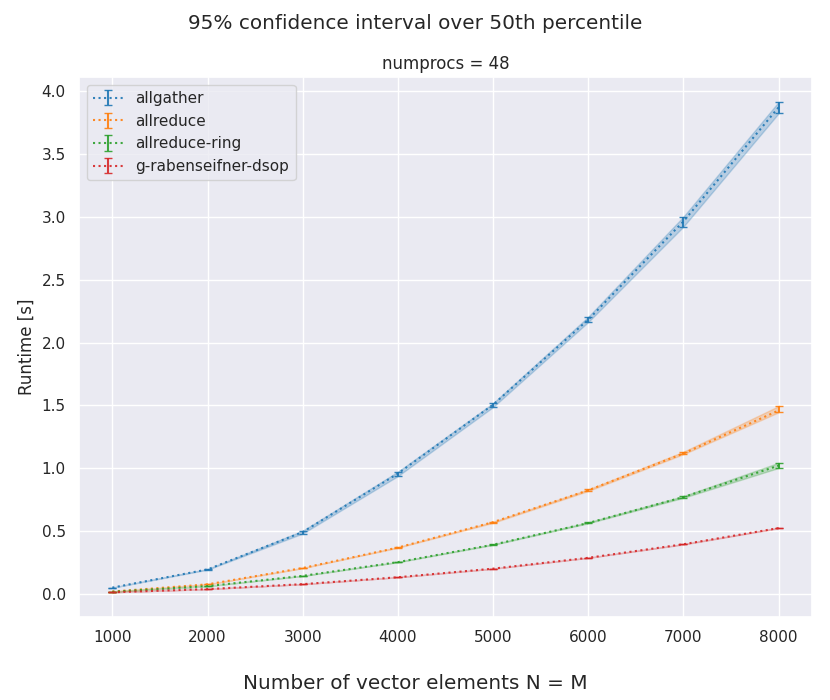 95% confidence interval over 50th percentile
numprocs = 48
allgather
allreduce
allreduce-ring
g-rabenseifner-dsop
4.0
3.5
3.0
2.5
2.0
1.5
1.0
0.5
0.0
Runtime [s]
1000 2000 3000 4000 5000 6000 7000 8000
Number of vector elements N = M